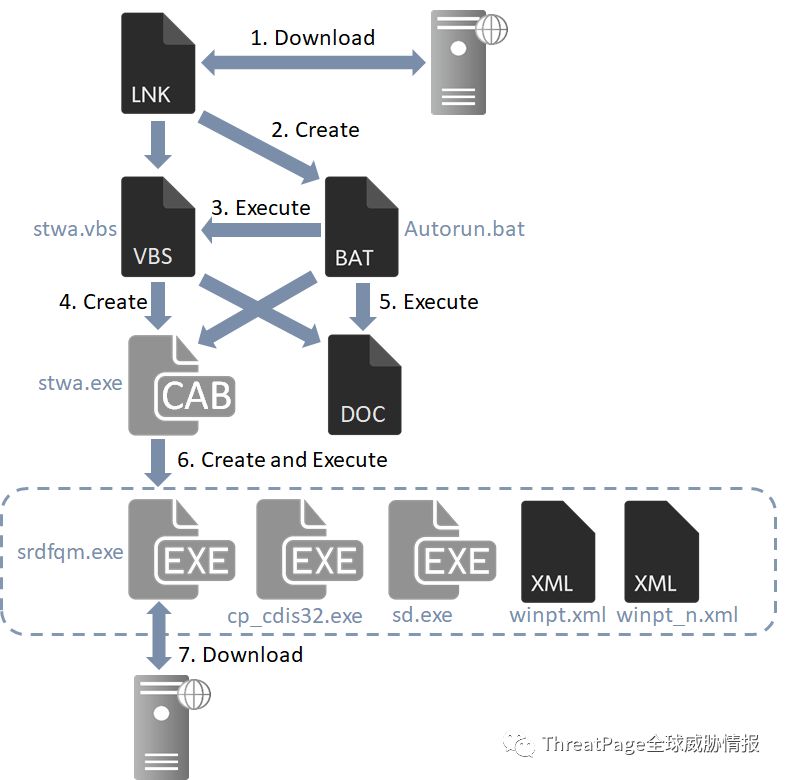 1. Download
LNK
2. Create
3. Execute
stwa.vbs
VBS
BAT
Autorun.bat
4. Create
5. Execute
stwa.exe
CAB
DOC
6. Create and Execute
srdfqm.exe
EXE
EXE
EXE
XML
XML
cp_cdis32.exe
sd.exe
winpt.xml
winpt_n.xml
7. Download
ThreatPage全球威胁情报